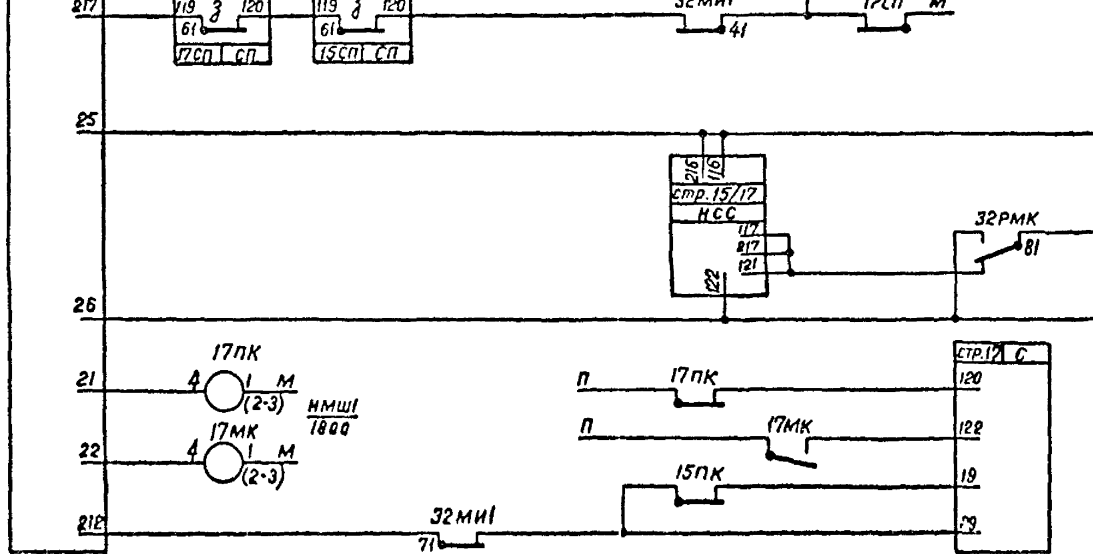 217 119 З 120 119 З 120 32МИ1 М
61 61 41
17СП СП 15СП СП
25
216 116
стр.15/17
НСС
117
217
121
122
32РМК
81
26
17ПК
21 4 1 М
(2-3)
НМШ1
1800
17МК
22 4 1 М
(2-3)
СТР.17 С
П 17ПК 120
П 17МК 122
15ПК 19
212 32МИ1
71